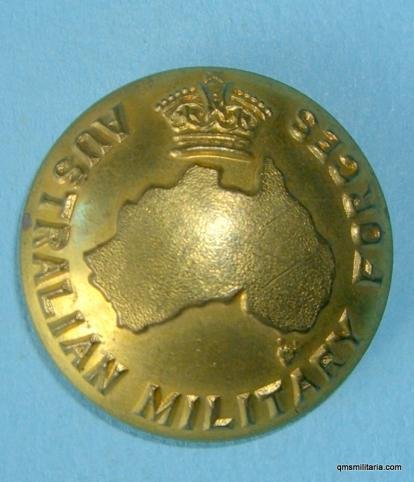 AUSTRALIAN MILITARY FORCES
qmsmilitaria.com